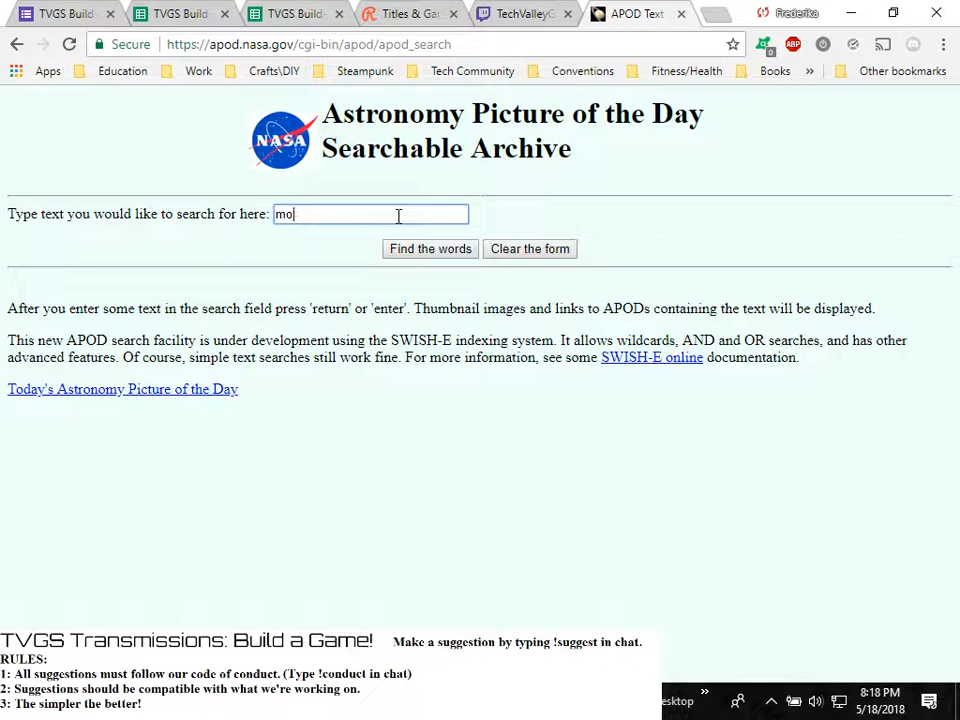 TVGS Build
TVGS Build
TVGS Build
Titles & Gar
TechValleyG
APOD Text
Frederika
Secure
https://apod.nasa.gov/cgi-bin/apod/apod_search
ABP
Apps
Education
Work
Crafts\DIY
Steampunk
Tech Community
Conventions
Fitness/Health
Books
»
Other bookmarks
NASA
Astronomy Picture of the Day
Searchable Archive
Type text you would like to search for here: mo
Find the words
Clear the form
After you enter some text in the search field press 'return' or 'enter'. Thumbnail images and links to APODs containing the text will be displayed.
This new APOD search facility is under development using the SWISH-E indexing system. It allows wildcards, AND and OR searches, and has other
advanced features. Of course, simple text searches still work fine. For more information, see some SWISH-E online documentation.
Today's Astronomy Picture of the Day
TVGS Transmissions: Build a Game! Make a suggestion by typing !suggest in chat.
RULES:
1: All suggestions must follow our code of conduct. (Type !conduct in chat)
2: Suggestions should be compatible with what we're working on.
3: The simpler the better!
esktop
»
8:18 PM
5/18/2018